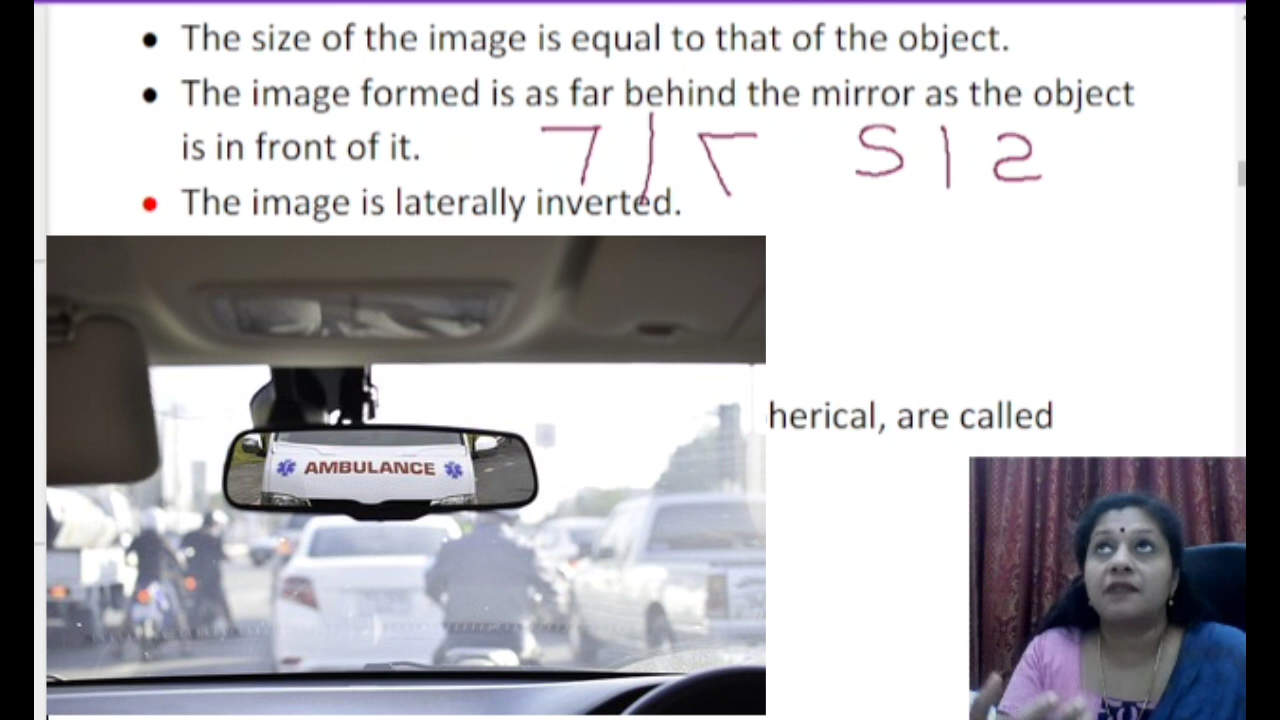 The size of the image is equal to that of the object.
The image formed is as far behind the mirror as the object
is in front of it.
The image is laterally inverted.
AMBULANCE
herical, are called